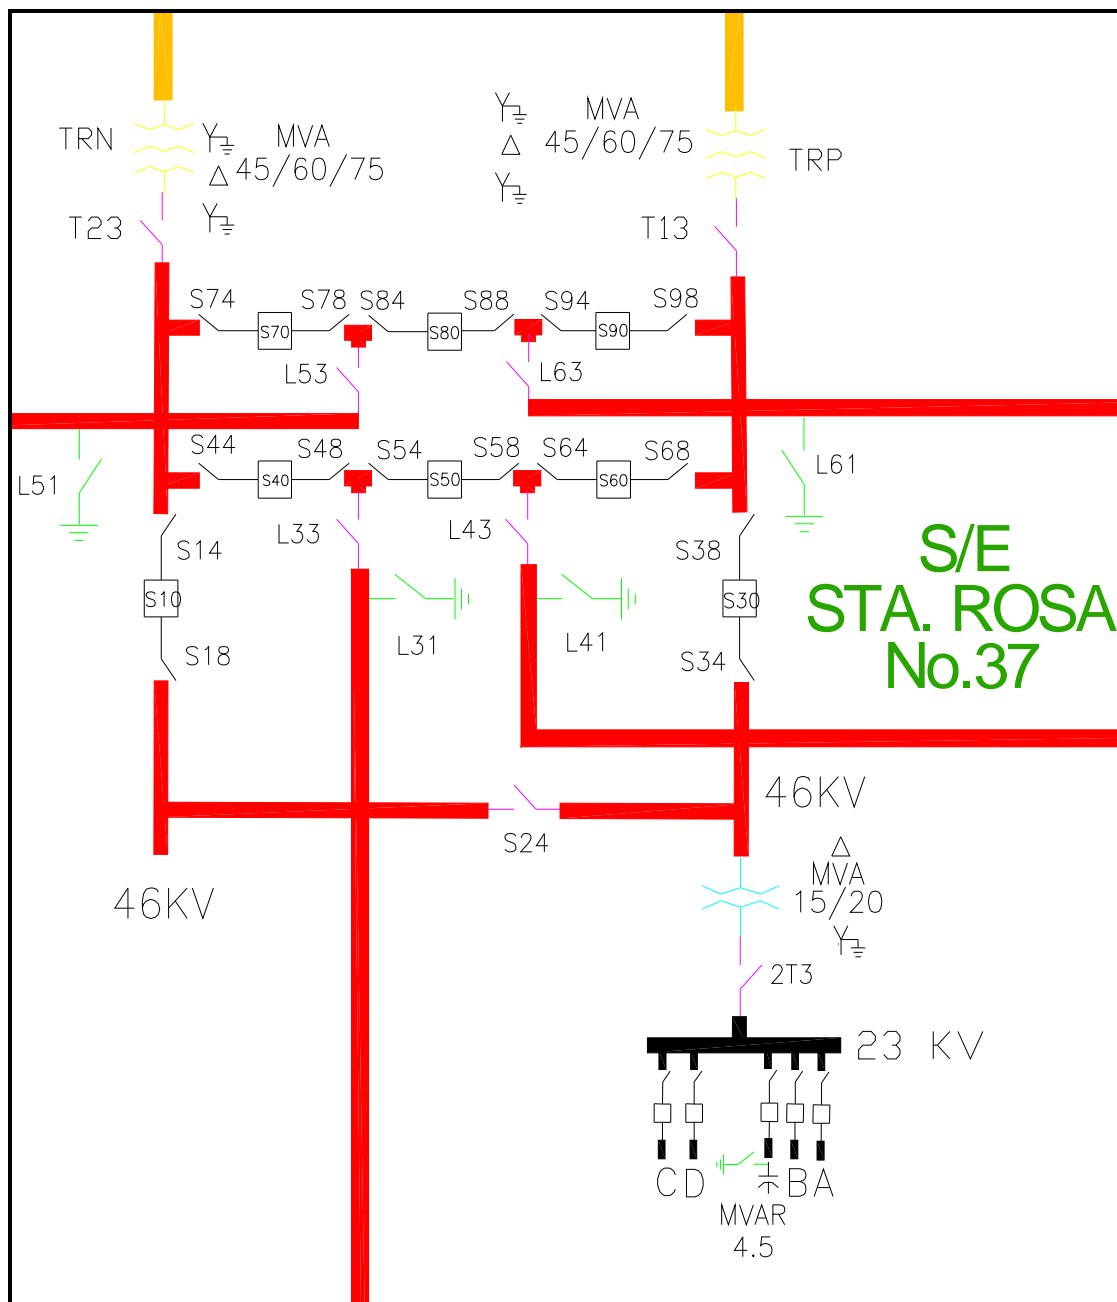 TRN
MVA
45/60/75
MVA
45/60/75
TRP
T23
T13
S74
S78
S84
S88
S94
S98
S70
S80
S90
L53
L63
S44
S48
S54
S58
S64
S68
L51
S40
S50
S60
L61
L33
L43
S14
S38
S/E
STA. ROSA
No.37
S10
S30
L31
L41
S18
S34
46KV
S24
MVA
15/20
46KV
2T3
23 KV
C D B A
MVAR
4.5